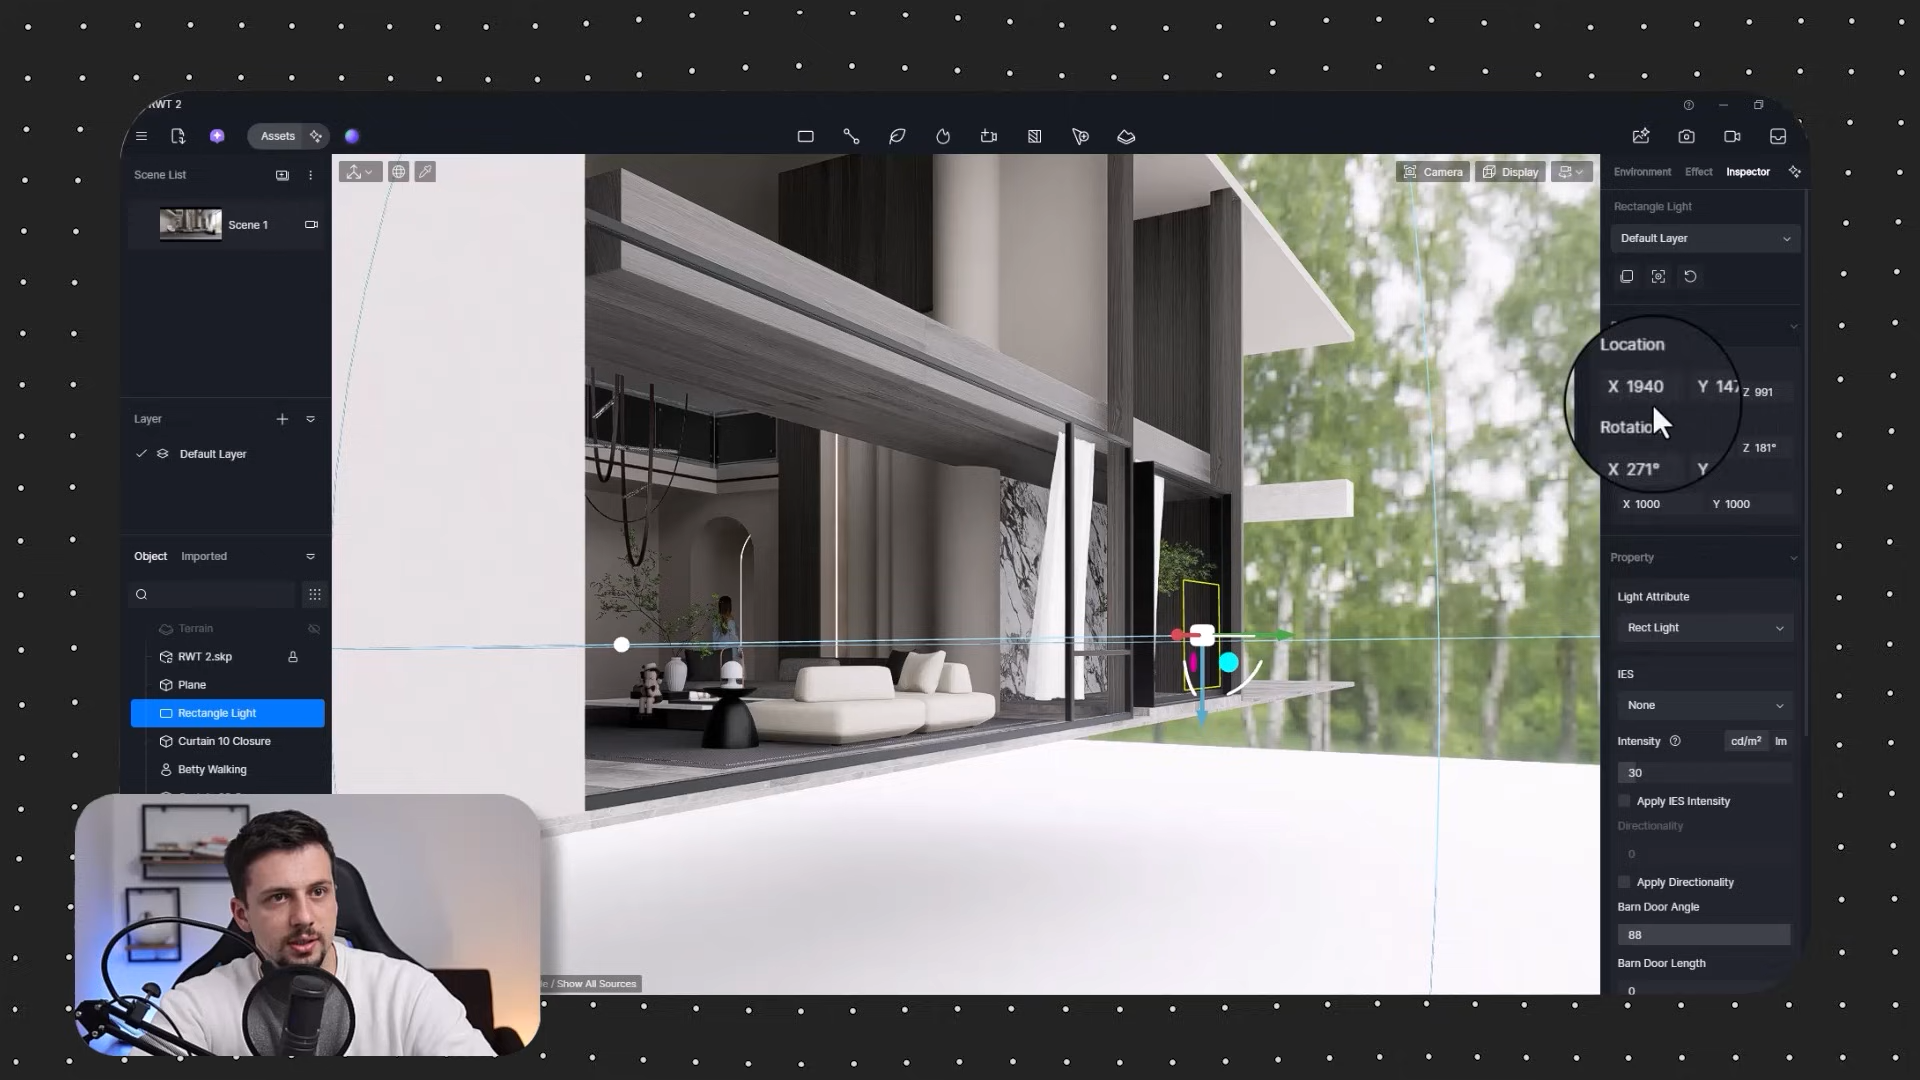 RWT 2
Assets
Scene List
Scene 1
Layer
Default Layer
Object Imported
Terrain
RWT 2.skp
Plane
Rectangle Light
Curtain 10 Closure
Betty Walking
/ Show All Sources
Camera Display
Environment Effect Inspector
Rectangle Light
Default Layer
Location
X 1940 Y 147 Z 991
Rotatio
X 271° Y Z 181°
X 1000 Y 1000
Property
Light Attribute
Rect Light
IES
None
Intensity cd/m² lm
30
Apply IES Intensity
Directionality
0
Apply Directionality
Barn Door Angle
88
Barn Door Length
0